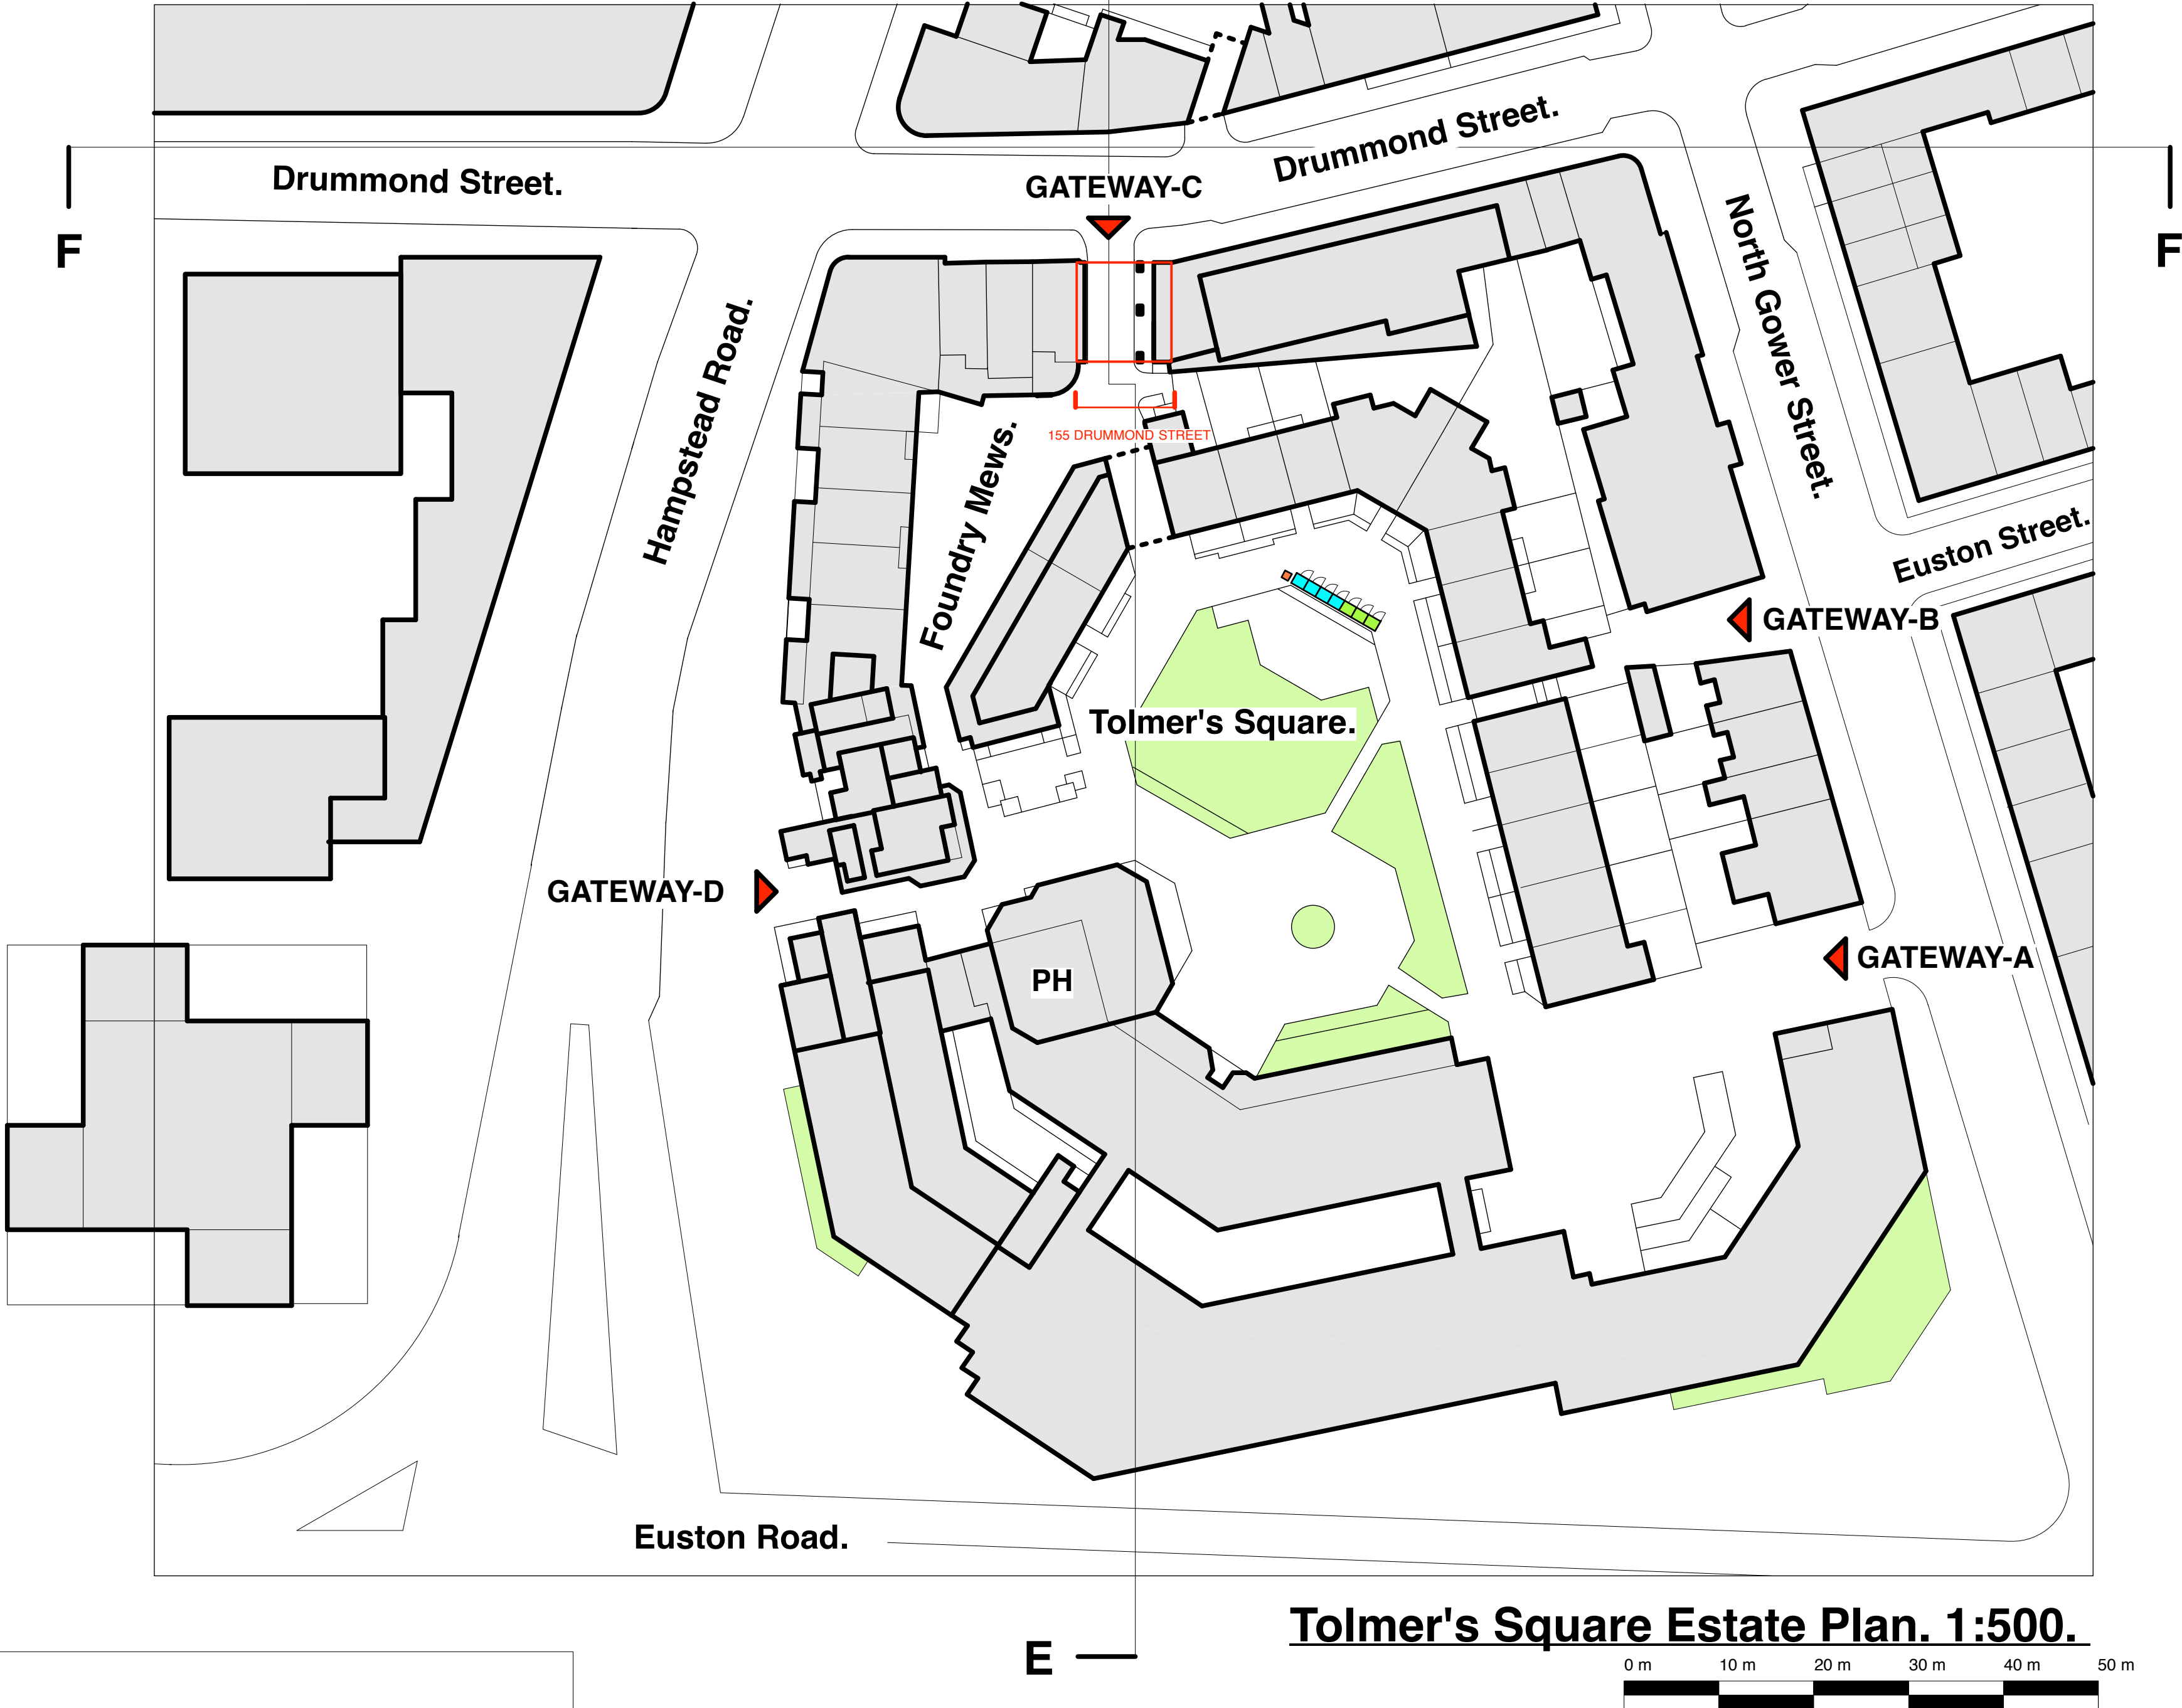 Drummond Street.
Drummond Street.
GATEWAY-C
F
F
North Gower Street.
Hampstead Road.
155 DRUMMOND STREET
Foundry Mews.
Euston Street.
GATEWAY-B
Tolmer's Square.
GATEWAY-D
GATEWAY-A
PH
Euston Road.
Tolmer's Square Estate Plan. 1:500.
E
0 m 10 m 20 m 30 m 40 m 50 m